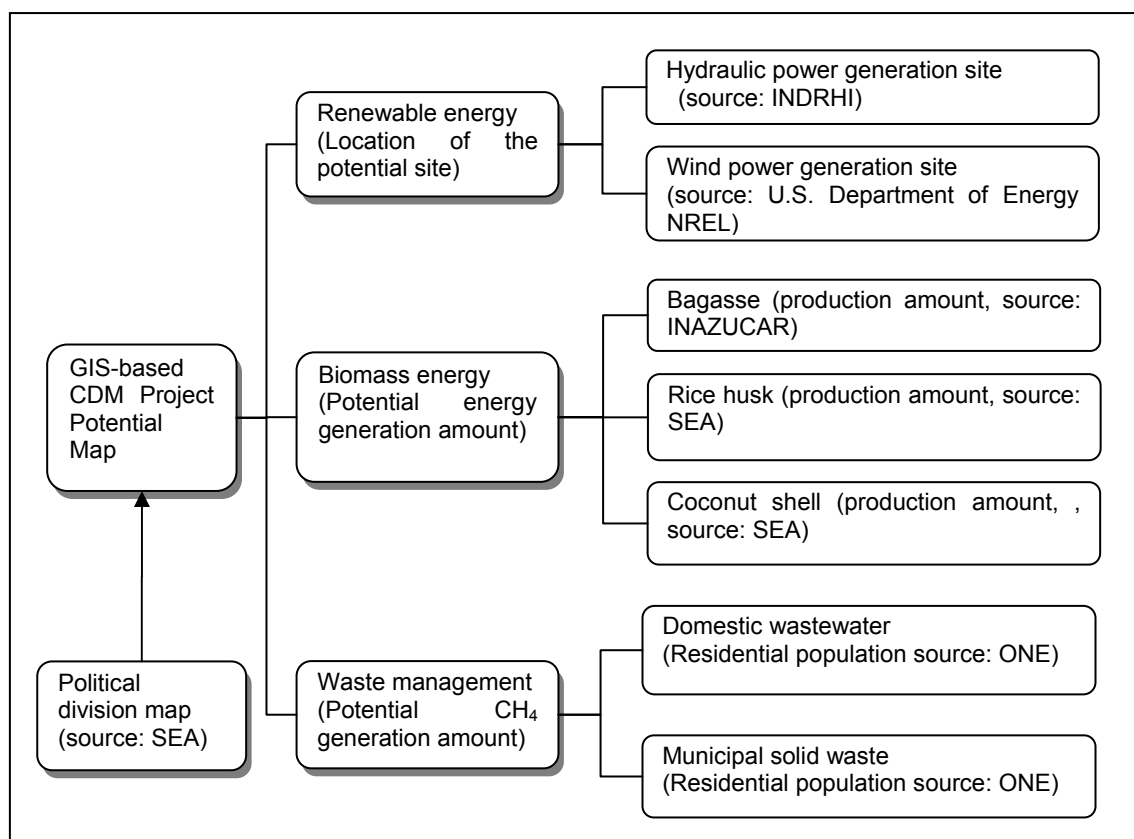 Hydraulic power generation site
(source: INDRHI)
Renewable energy
(Location of the
potential site)
Wind power generation site
(source: U.S. Department of Energy
NREL)
Bagasse (production amount, source:
INAZUCAR)
GIS-based
CDM Project
Potential
Map
Biomass energy
(Potential energy
generation amount)
Rice husk (production amount, source:
SEA)
Coconut shell (production amount, ,
source: SEA)
Domestic wastewater
(Residential population source: ONE)
Political
division map
(source: SEA)
Waste management
(Potential CH₄
generation amount)
Municipal solid waste
(Residential population source: ONE)